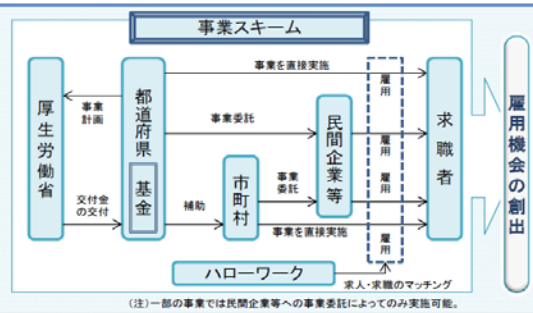 事業スキーム
厚生労働省
事業
計画
交付金
の交付
都道府県
基金
事業を直接実施
事業委託
補助
市町村
事業
委託
事業を直接実施
民間企業等
雇用
雇用
雇用
雇用
求職者
雇用機会の創出
ハローワーク
求人・求職のマッチング
(注)一部の事業では民間企業等への事業委託によってのみ実施可能。